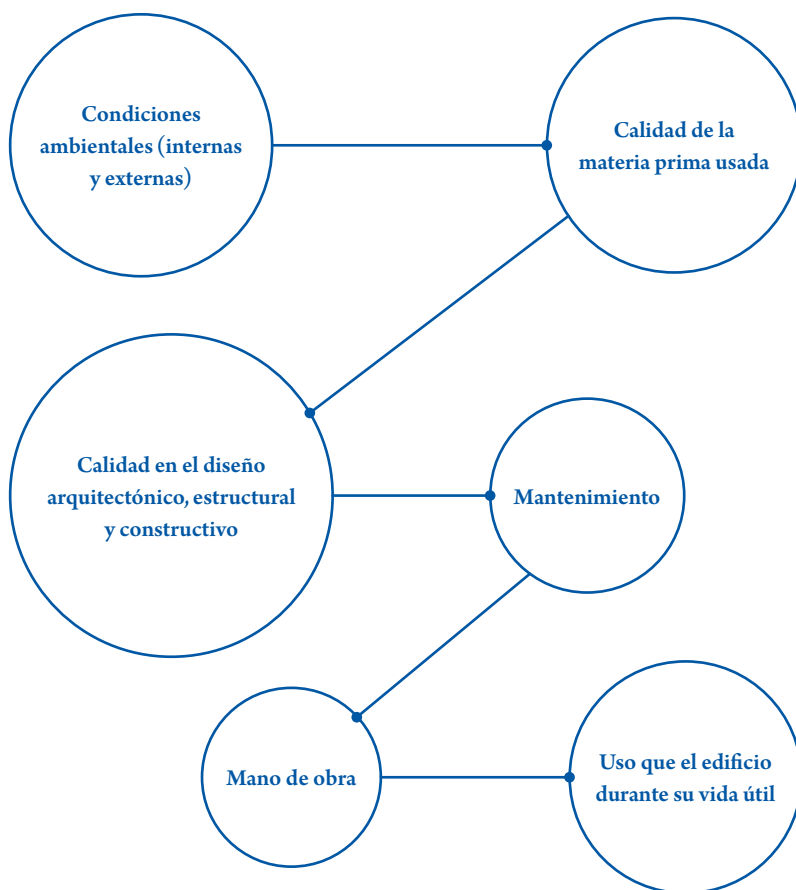 Condiciones
ambientales (internas
y externas)
Calidad de la
materia prima usada
Calidad en el diseño
arquitectónico, estructural
y constructivo
Mantenimiento
Mano de obra
Uso que el edificio
durante su vida útil